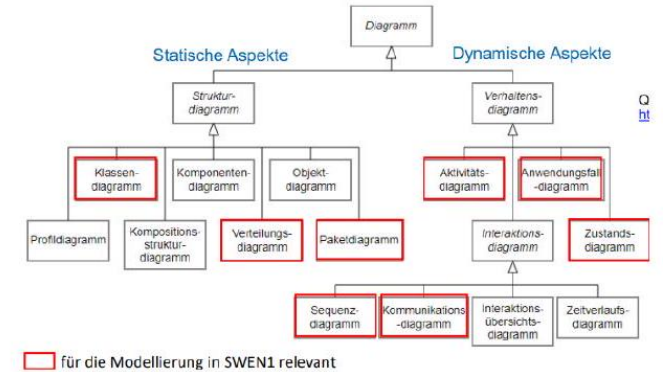 Diagramm
Statische Aspekte
Dynamische Aspekte
Struktur-
diagramm
Verhaltens-
diagramm
Q
ht
Klassen-
diagramm
Komponenten-
diagramm
Objekt-
diagramm
Aktivitäts-
diagramm
Anwendungsfall
-diagramm
Profildiagramm
Kompositions-
struktur-
diagramm
Verteilungs-
diagramm
Paketdiagramm
Interaktions-
diagramm
Zustands-
diagramm
Sequenz-
diagramm
Kommunikations
-diagramm
Interaktions-
übersichts-
diagramm
Zeitverlaufs-
diagramm
für die Modellierung in SWEN1 relevant